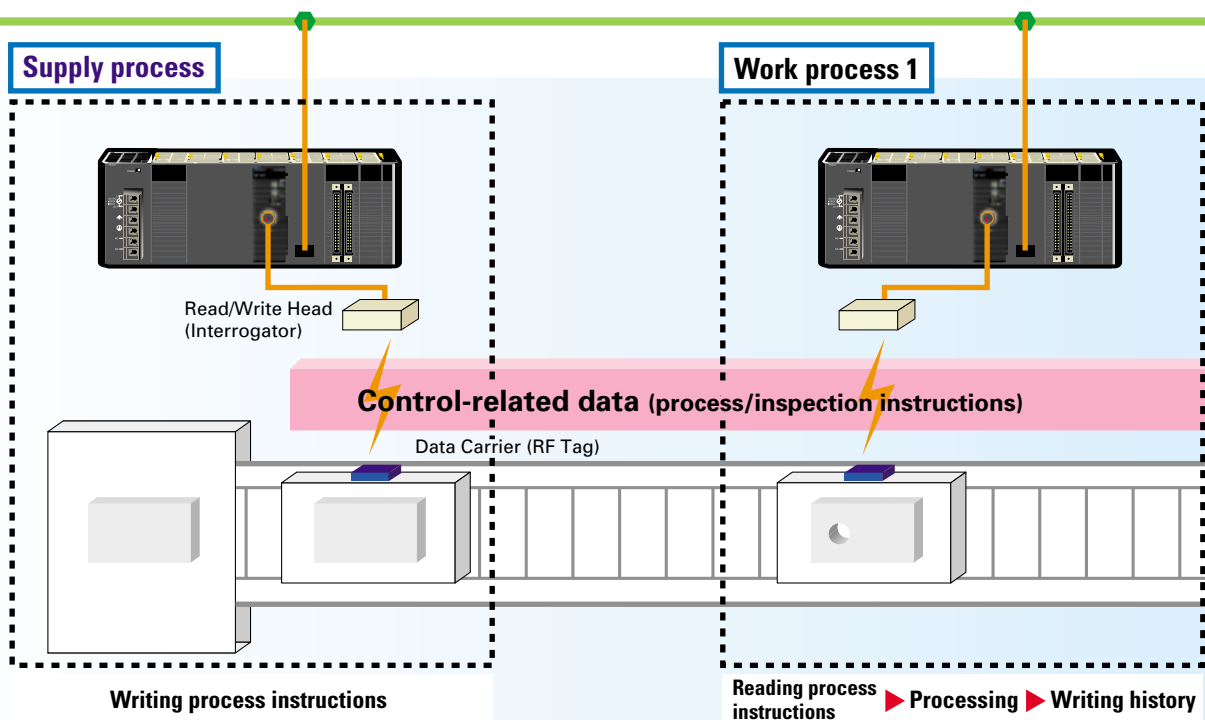 Supply process
Work process 1
Read/Write Head
(Interrogator)
Control-related data (process/inspection instructions)
Data Carrier (RF Tag)
Writing process instructions
Reading process
instructions
Processing
Writing history